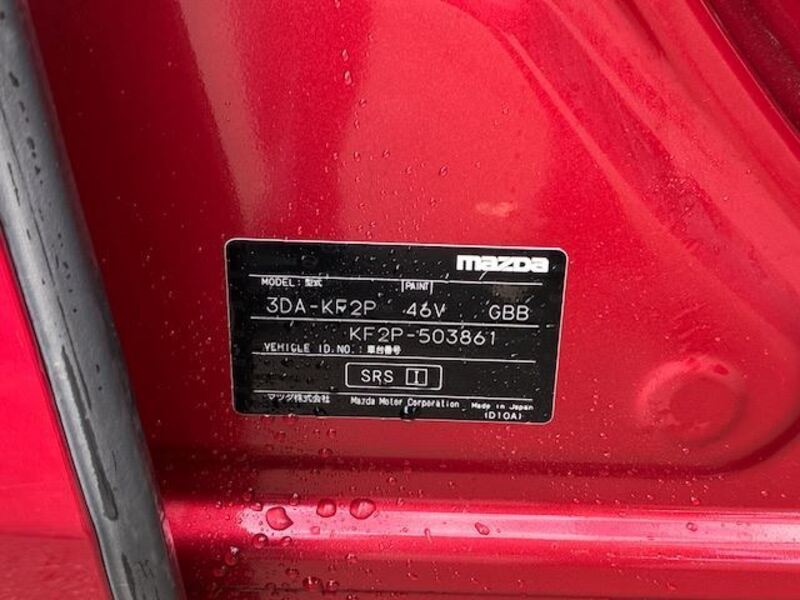 mazda
MODEL : 型式 PAINT
3DA-KF2P 46V GBB
KF2P-503861
VEHICLE ID.NO. : 車台番号
SRS I
マツダ株式会社 Mazda Motor Corporation Made in Japan
(D10A)